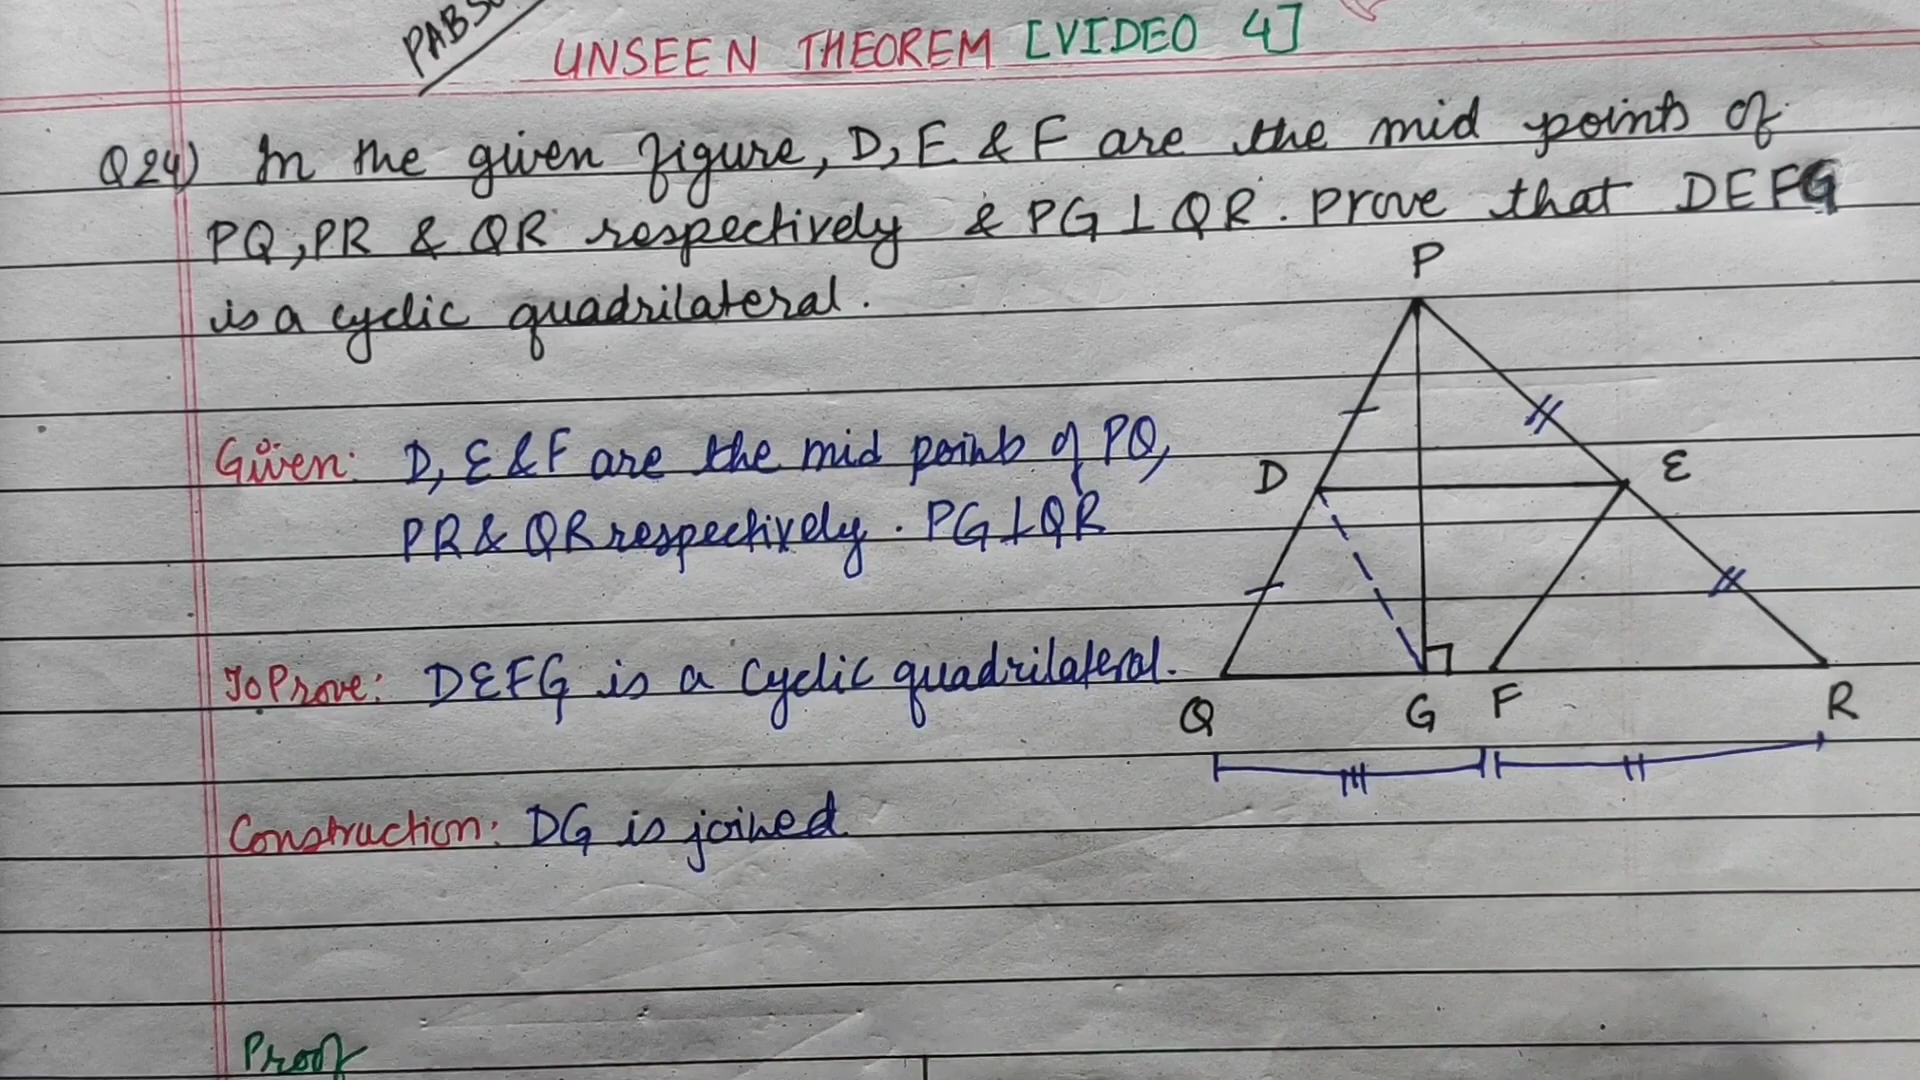 UNSEEN THEOREM [VIDEO 4]
Q24) In the given figure, D, E & F are the mid points of
PQ, PR & QR respectively & PG ⊥ QR. Prove that DEFG
is a cyclic quadrilateral.
P
Given: D, E & F are the mid points of PQ,
D
E
PR & QR respectively. PG ⊥ QR
To Prove: DEFG is a cyclic quadrilateral.
Q G F R
Construction: DG is joined
Proof